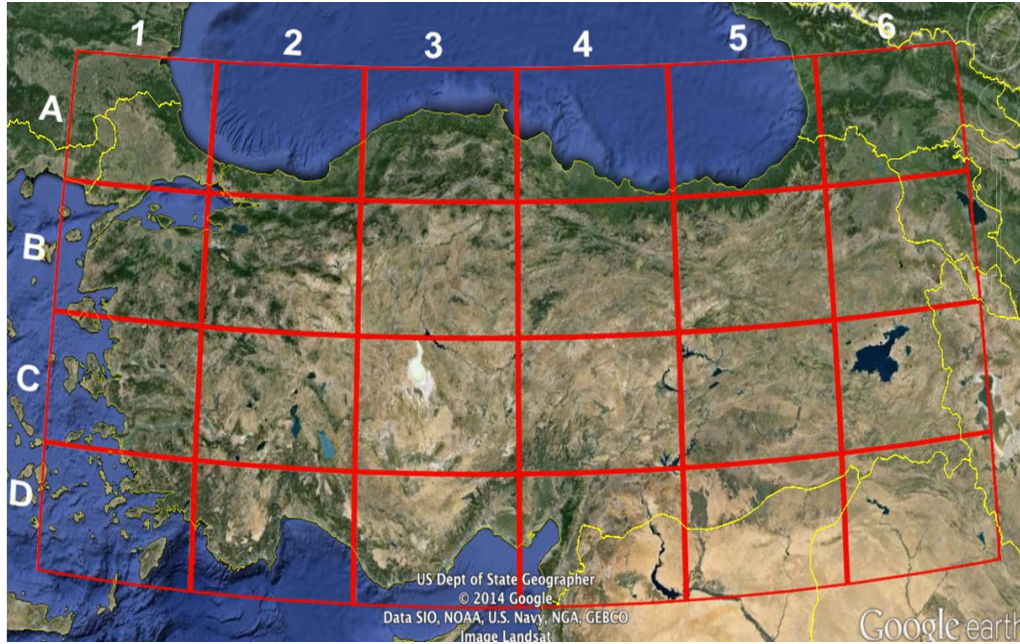 1
2
3
4
5
6
A
B
C
D
US Dept of State Geographer
© 2014 Google
Data SIO, NOAA, U.S. Navy, NGA, GEBCO
Image Landsat
Google earth